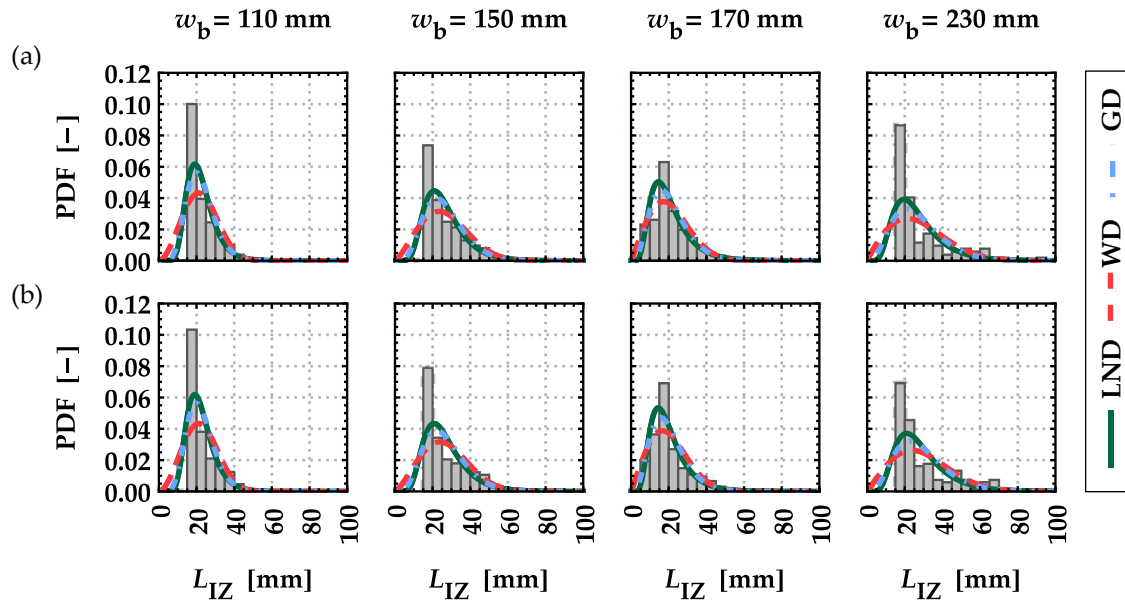 w_b = 110 mm w_b = 150 mm w_b = 170 mm w_b = 230 mm
(a)
PDF [−]
0.12
0.10
0.08
0.06
0.04
0.02
0.00
(b)
PDF [−]
0.12
0.10
0.08
0.06
0.04
0.02
0.00
0 20 40 60 80 100 0 20 40 60 80 100 0 20 40 60 80 100 0 20 40 60 80 100
L_IZ [mm] L_IZ [mm] L_IZ [mm] L_IZ [mm]
LND WD GD